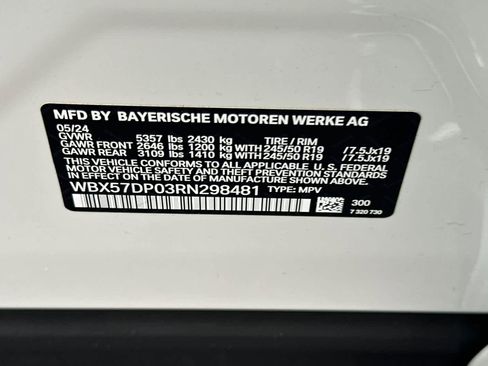 MFD BY BAYERISCHE MOTOREN WERKE AG
05/24
GVWR 5357 lbs 2430 kg TIRE / RIM
GAWR FRONT 2646 lbs 1200 kg WITH 245/50 R19 / 7.5Jx19
GAWR REAR 3109 lbs 1410 kg WITH 245/50 R19 / 7.5Jx19
THIS VEHICLE CONFORMS TO ALL APPLICABLE U.S. FEDERAL
MOTOR VEHICLE SAFETY, BUMPER, AND THEFT PREVENTION
STANDARDS IN EFFECT ON THE DATE OF MANUFACTURE SHOWN ABOVE.
WBX57DP03RN298481 TYPE: MPV
300
7 320 730